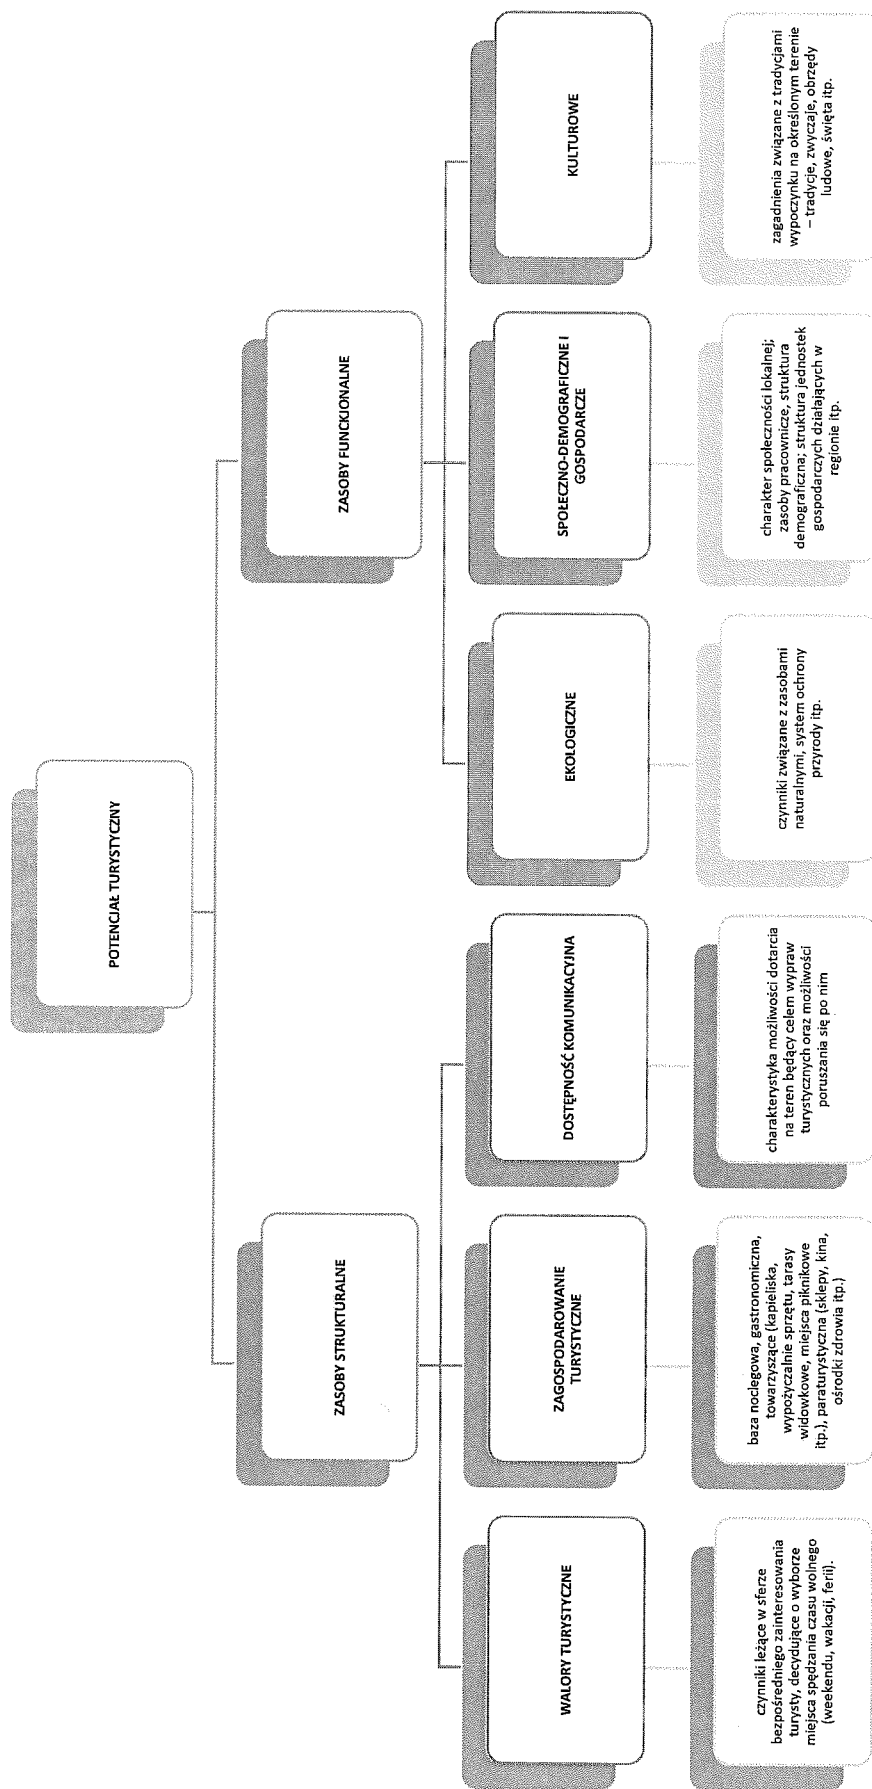 POTENCJAŁ TURYSTYCZNY
ZASOBY STRUKTURALNE
ZASOBY FUNCKJONALNE
WALORY TURYSTYCZNE
ZAGOSPODAROWANIE
TURYSTYCZNE
DOSTĘPNOŚĆ KOMUNIKACYJNA
EKOLOGICZNE
SPOŁECZNO-DEMOGRAFICZNE I
GOSPODARCZE
KULTUROWE
czynniki leżące w sferze
bezpośredniego zainteresowania
turysty, decydujące o wyborze
miejsca spędzania czasu wolnego
(weekendu, wakacji, ferii).
baza noclegowa, gastronomiczna,
towarzyszące (kapieliska,
wypożyczalnie sprzętu, tarasy
widowkowe, miejsca piknikowe
itp.), paraturystyczna (sklepy, kina,
ośrodki zdrowia itp.)
charakterystyka możliwości dotarcia
na teren będący celem wypraw
turystycznych oraz możliwości
poruszania się po nim
czynniki związane z zasobami
naturalnymi, system ochrony
przyrody itp.
charakter społeczności lokalnej;
zasoby pracownicze, struktura
demograficzna; struktura jednostek
gospodarczych działających w
regionie itp.
zagadnienia związane z tradycjami
wypoczynku na określonym terenie
– tradycje, zwyczaje, obrzędy
ludowe, święta itp.